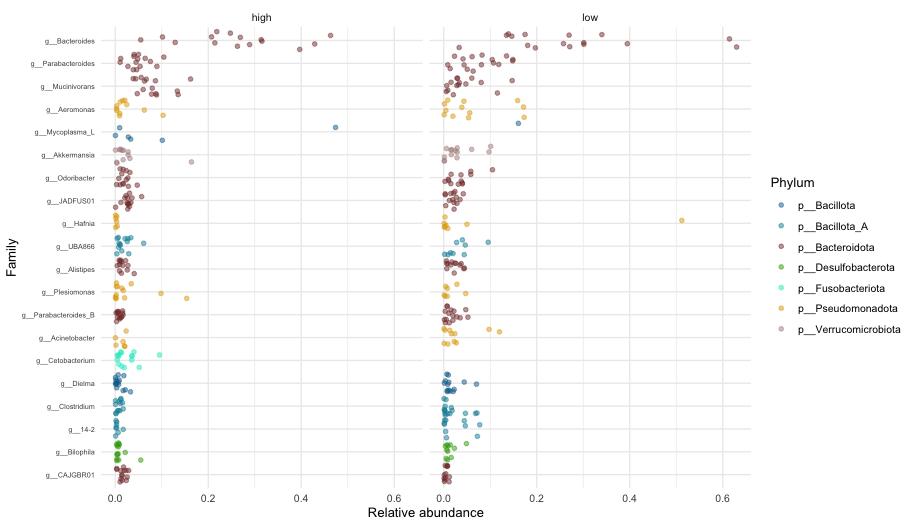 high
low
Family
g__Bacteroides
g__Parabacteroides
g__Mucinivorans
g__Aeromonas
g__Mycoplasma_L
g__Akkermansia
g__Odoribacter
g__JADFUS01
g__Hafnia
g__UBA866
g__Alistipes
g__Plesiomonas
g__Parabacteroides_B
g__Acinetobacter
g__Cetobacterium
g__Dielma
g__Clostridium
g__14-2
g__Bilophila
g__CAJGBR01
0.0 0.2 0.4 0.6 0.0 0.2 0.4 0.6
Relative abundance
Phylum
p__Bacillota
p__Bacillota_A
p__Bacteroidota
p__Desulfobacterota
p__Fusobacteriota
p__Pseudomonadota
p__Verrucomicrobiota